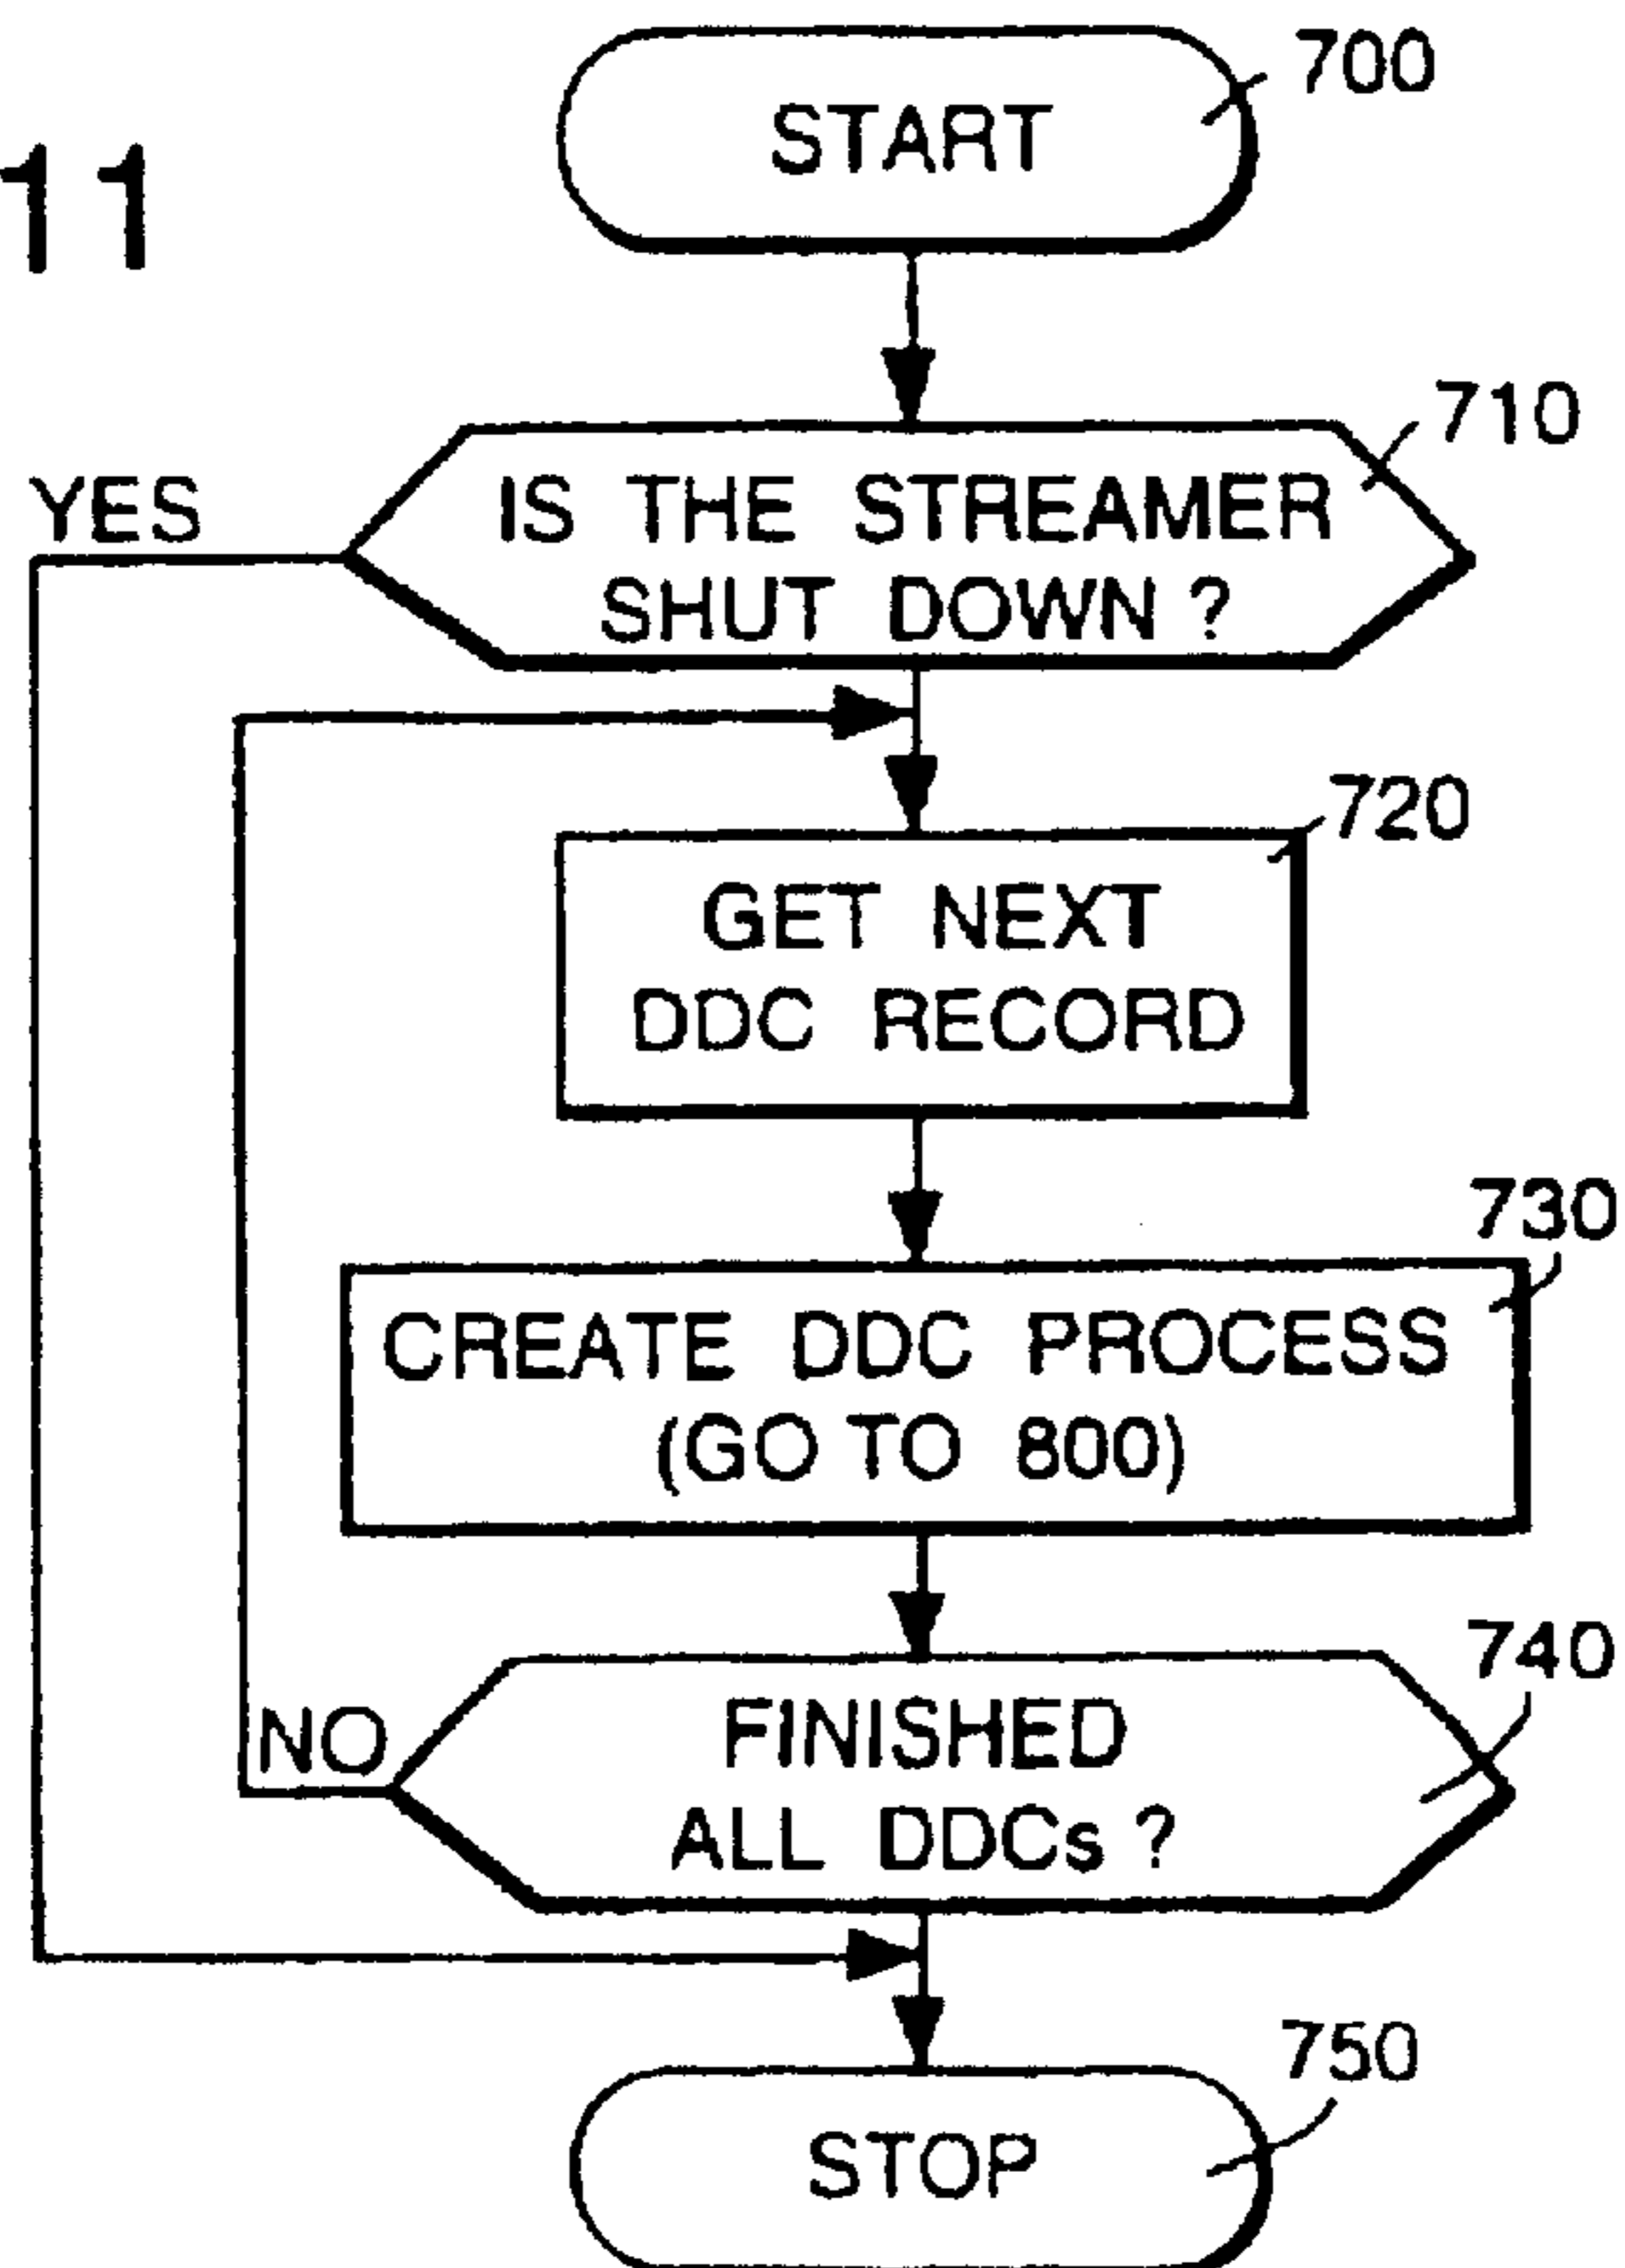 11
START
700
710
YES
IS THE STREAMER
SHUT DOWN ?
720
GET NEXT
DDC RECORD
730
CREATE DDC PROCESS
(GO TO 800)
740
NO
FINISHED
ALL DDCs ?
750
STOP